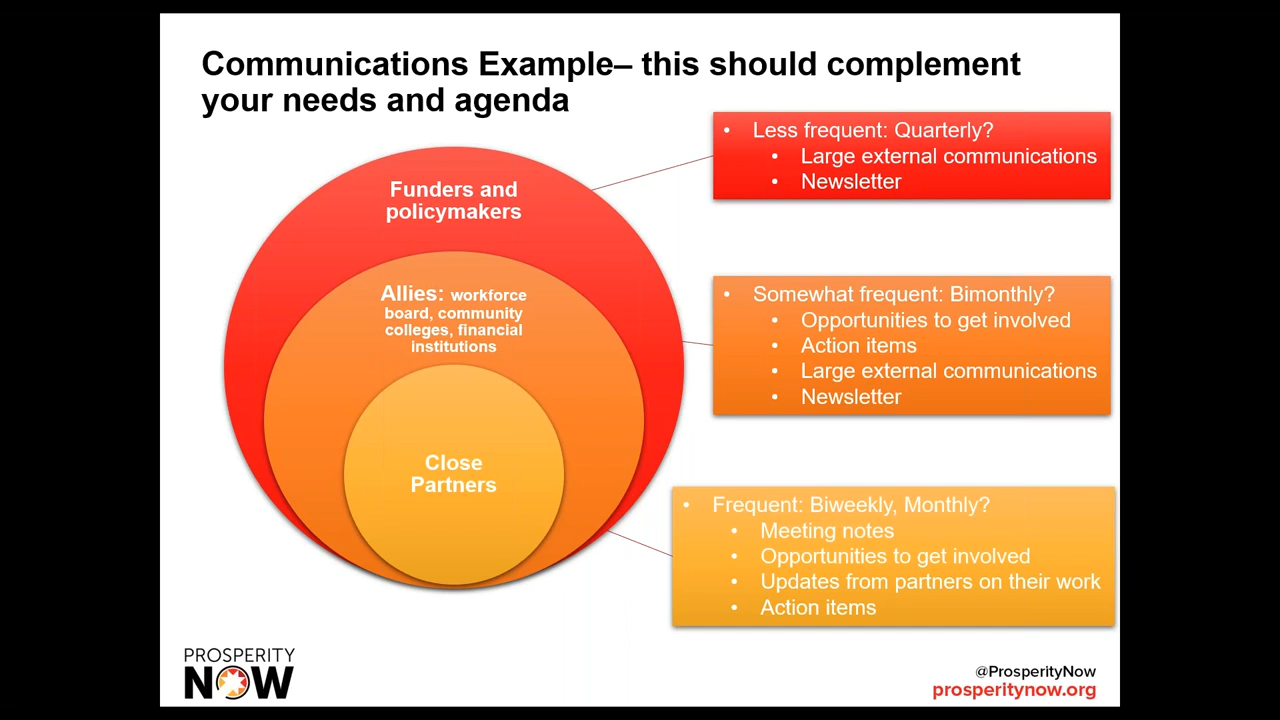 Communications Example– this should complement
your needs and agenda
Funders and
policymakers
Allies: workforce
board, community
colleges, financial
institutions
Close
Partners
• Less frequent: Quarterly?
• Large external communications
• Newsletter
• Somewhat frequent: Bimonthly?
• Opportunities to get involved
• Action items
• Large external communications
• Newsletter
• Frequent: Biweekly, Monthly?
• Meeting notes
• Opportunities to get involved
• Updates from partners on their work
• Action items
PROSPERITY
NOW
@ProsperityNow
prosperitynow.org